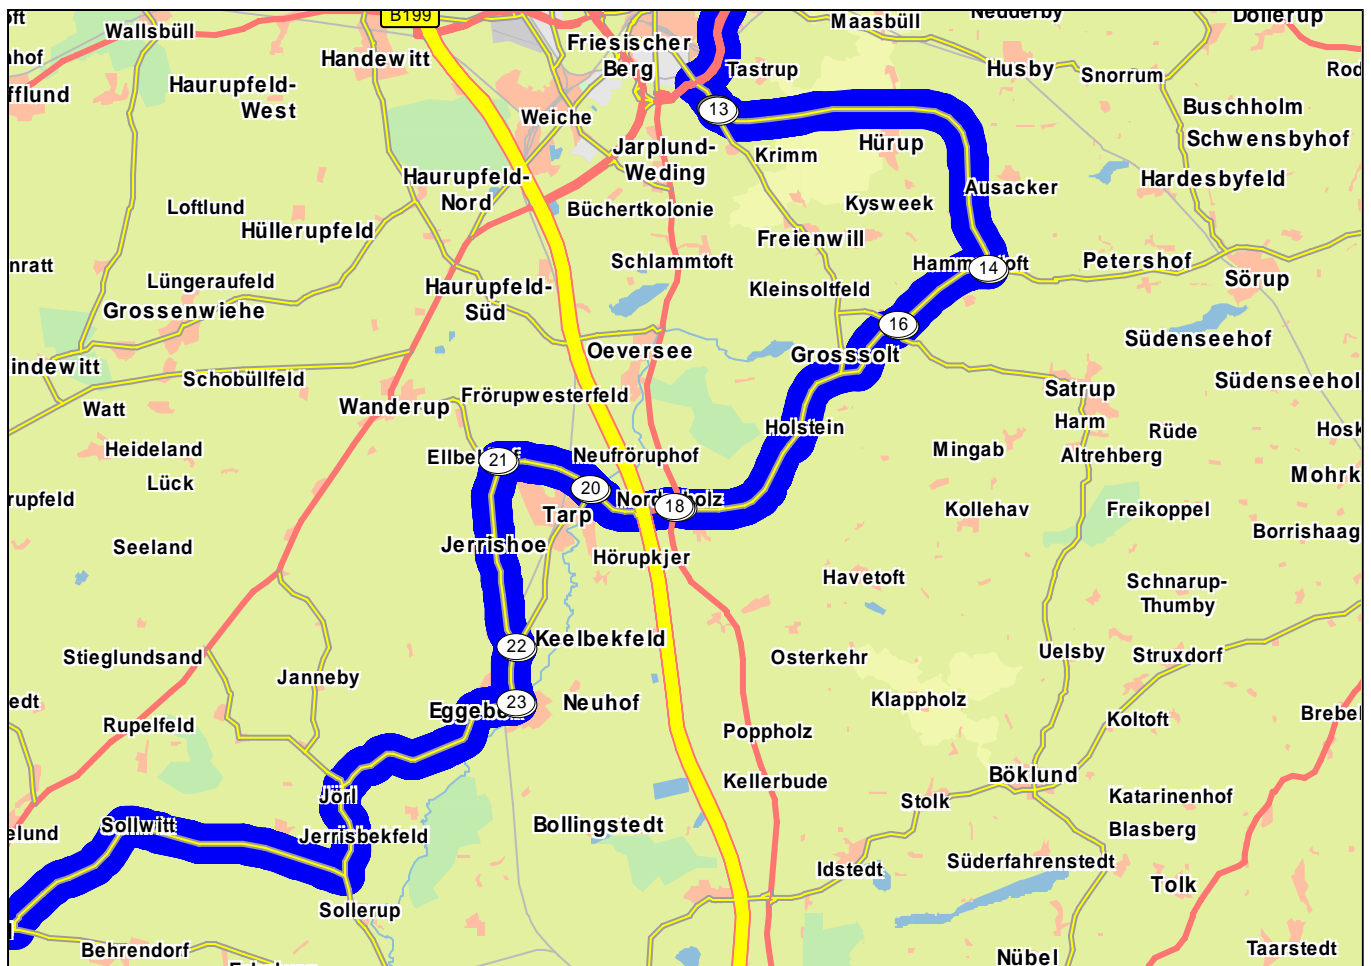 B199
Maasbüll
Nedderby
Dollerup
Wallsbüll
Friesischer
Berg
Handewitt
Tastrup
Husby
Snorrum
Haurupfeld-
West
Buschholm
Weiche
13
Schwensbyhof
Hürup
Jarplund-
Weding
Krimm
Haurupfeld-
Nord
Ausacker
Hardesbyfeld
Loftlund
Büchertkolonie
Kysweek
Hüllerupfeld
Freienwill
Schlammtoft
14
Petershof
Lüngeraufeld
Haurupfeld-
Süd
Kleinsoltfeld
Sörup
Grossenwiehe
16
Südenseehof
Oeversee
Grosssolt
Schobüllfeld
Satrup
Frörupwesterfeld
Watt
Wanderup
Holstein
Harm
Rüde
Heideland
21
Neufröruphof
Mingab
Altrehberg
Lück
20
18
Tarp
Kollehav
Freikoppel
Seeland
Jerrishoe
Hörupkjer
Havetoft
Schnarup-
Thumby
22
Keelbekfeld
Stieglundsand
Osterkehr
Uelsby
Struxdorf
Janneby
23
Neuhof
Klappholz
Rupelfeld
Poppholz
Koltoft
Kellerbude
Böklund
Jörl
Stolk
Katarinenhof
Sollwitt
Jerrisbekfeld
Bollingstedt
Blasberg
Idstedt
Süderfahrenstedt
Tolk
Sollerup
Behrendorf
Nübel
Taarstedt